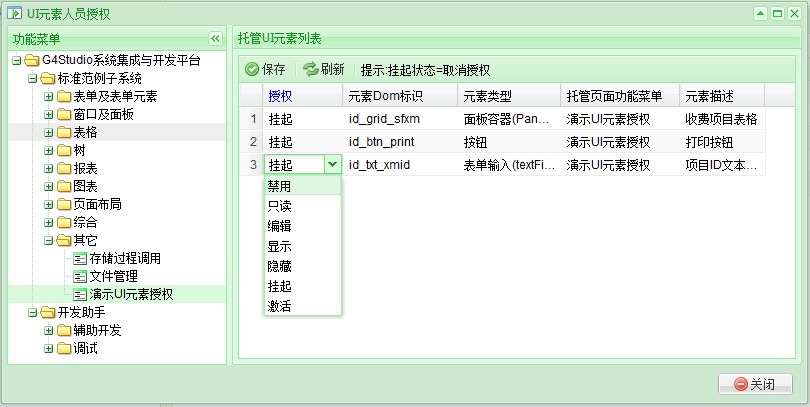 UI元素人员授权
功能菜单
G4Studio系统集成与开发平台
标准范例子系统
表单及表单元素
窗口及面板
表格
树
报表
图表
页面布局
综合
其它
存储过程调用
文件管理
演示UI元素授权
开发助手
辅助开发
调试
托管UI元素列表
保存 刷新 提示:挂起状态=取消授权
授权 元素Dom标识 元素类型 托管页面功能菜单 元素描述
1 挂起 id_grid_sfxm 面板容器(Pan... 演示UI元素授权 收费项目表格
2 挂起 id_btn_print 按钮 演示UI元素授权 打印按钮
3 挂起 id_txt_xmid 表单输入(textFi... 演示UI元素授权 项目ID文本...
禁用
只读
编辑
显示
隐藏
挂起
激活
关闭